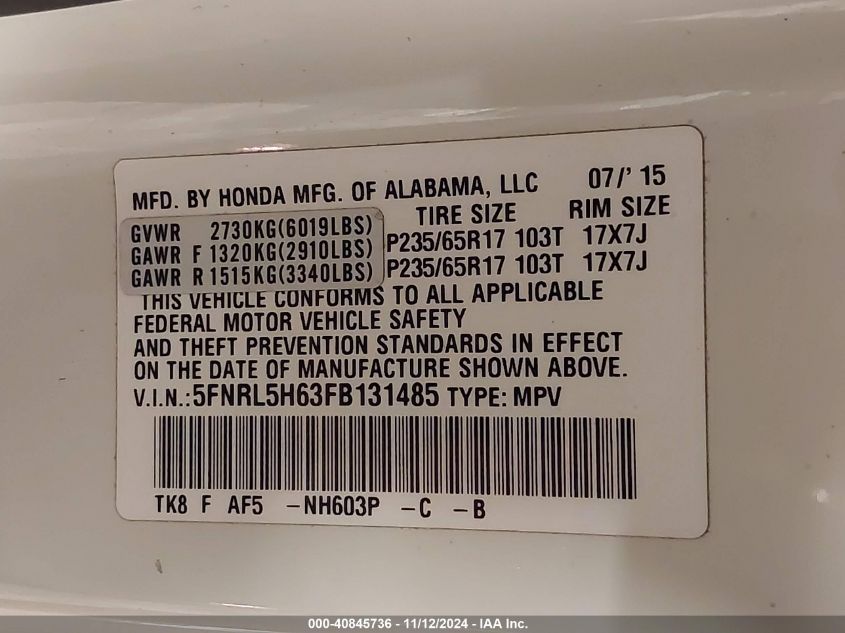 MFD. BY HONDA MFG. OF ALABAMA, LLC 07/' 15
TIRE SIZE RIM SIZE
GVWR 2730KG(6019LBS)
GAWR F 1320KG(2910LBS) P235/65R17 103T 17X7J
GAWR R 1515KG(3340LBS) P235/65R17 103T 17X7J
THIS VEHICLE CONFORMS TO ALL APPLICABLE
FEDERAL MOTOR VEHICLE SAFETY
AND THEFT PREVENTION STANDARDS IN EFFECT
ON THE DATE OF MANUFACTURE SHOWN ABOVE.
V.I.N.:5FNRL5H63FB131485 TYPE: MPV
TK8 F AF5 -NH603P -C -B
000-40845736 - 11/12/2024 - IAA Inc.